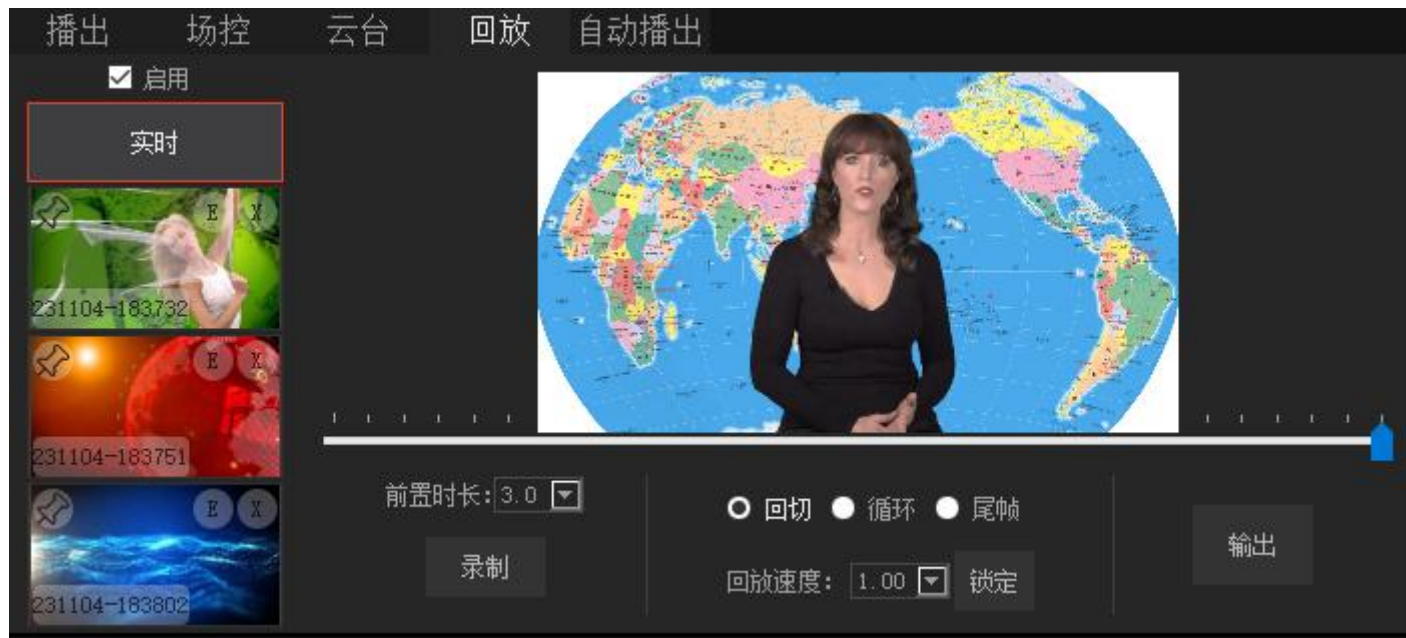 播出 场控 云台 回放 自动播出
启用
实时
E X
231104-183732
E X
231104-183751
E X
231104-183802
前置时长:3.0
录制
回切 循环 尾帧
回放速度: 1.00 锁定
输出